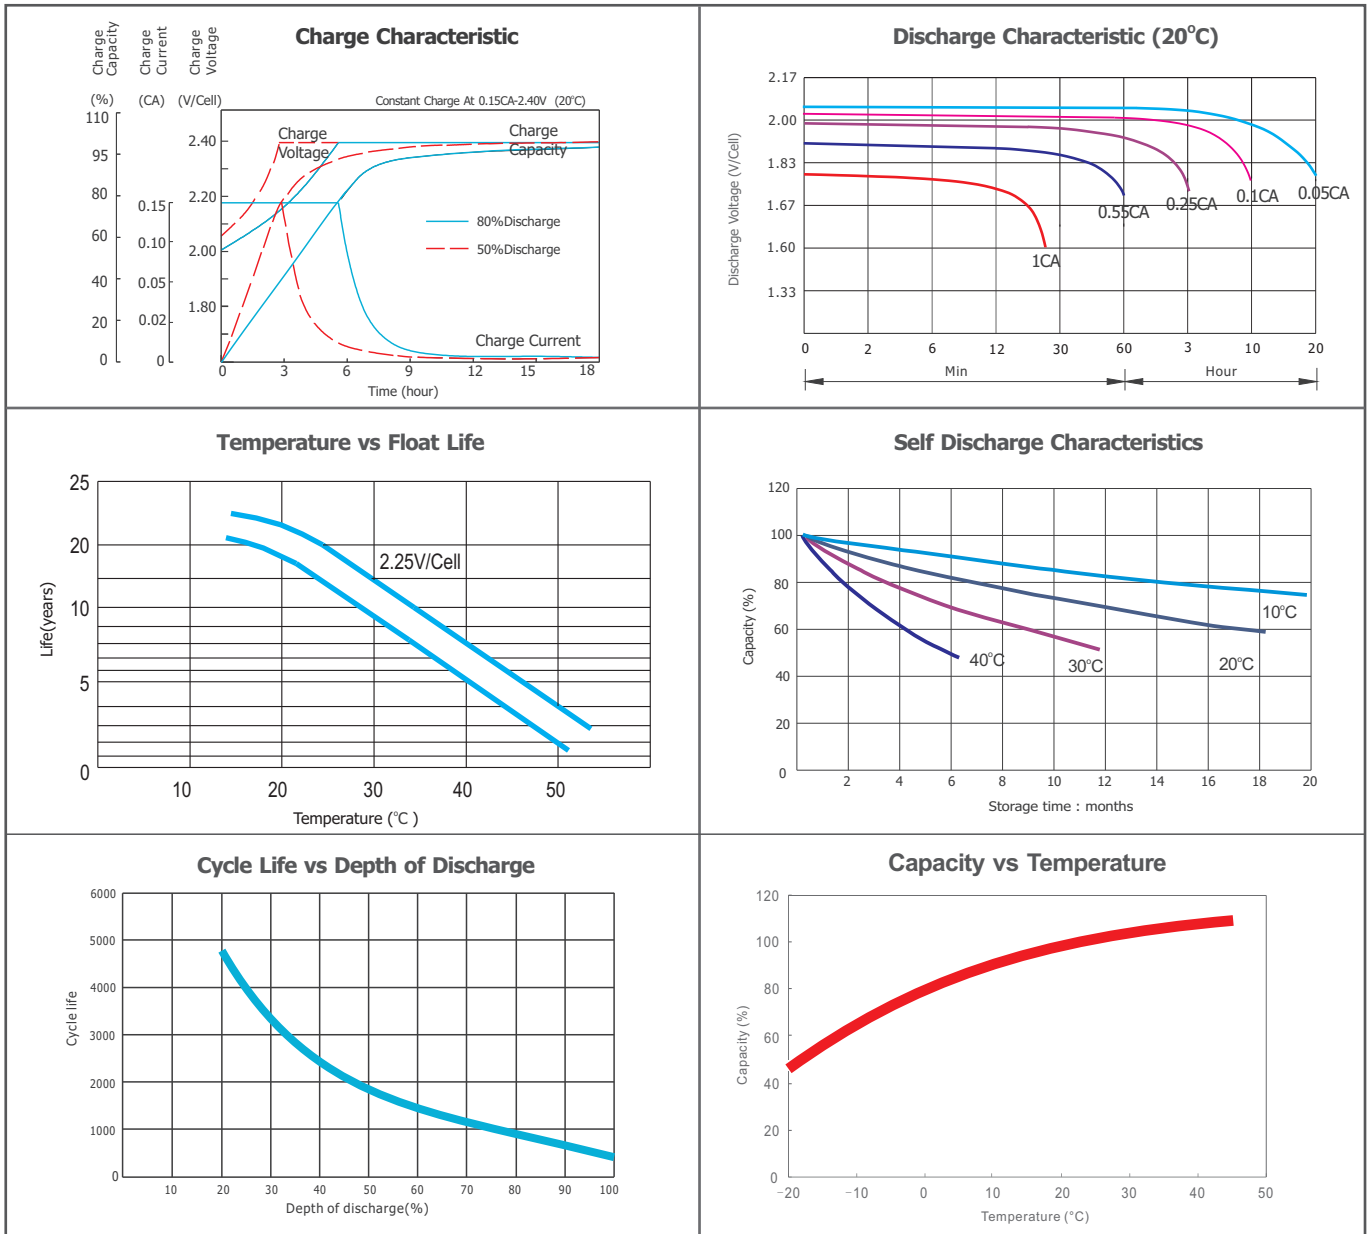 Charge Characteristic
Charge
Capacity
Charge
Current
Charge
Voltage
(%)
(CA)
(V/Cell)
Constant Charge At 0.15CA-2.40V (20°C)
110
95
80
60
40
20
0
0.15
0.10
0.05
0.02
0
2.40
2.20
2.00
1.80
Charge
Voltage
Charge
Capacity
80%Discharge
50%Discharge
Charge Current
0 3 6 9 12 15 18
Time (hour)
Discharge Characteristic (20°C)
Discharge Voltage (V/Cell)
2.17
2.00
1.83
1.67
1.60
1.33
1CA
0.55CA
0.25CA
0.1CA
0.05CA
0 2 6 12 30 60 3 10 20
Min
Hour
Temperature vs Float Life
Life(years)
25
20
10
5
0
2.25V/Cell
10 20 30 40 50
Temperature (°C )
Self Discharge Characteristics
Capacity (%)
120
100
80
60
40
20
0
10°C
20°C
30°C
40°C
2 4 6 8 10 12 14 16 18 20
Storage time : months
Cycle Life vs Depth of Discharge
Cycle life
6000
5000
4000
3000
2000
1000
0
10 20 30 40 50 60 70 80 90 100
Depth of discharge(%)
Capacity vs Temperature
Capacity (%)
120
100
80
60
40
20
0
-20 -10 0 10 20 30 40 50
Temperature (°C)